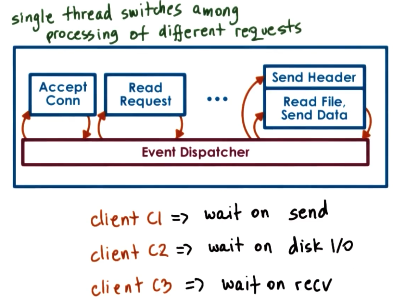 single thread switches among
processing of different requests
Accept
Conn
Read
Request
...
Send Header
Read File,
Send Data
Event Dispatcher
client C1 => wait on send
client C2 => wait on disk I/O
client C3 => wait on recv